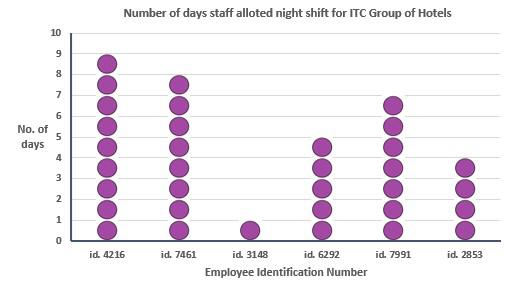 Number of days staff alloted night shift for ITC Group of Hotels
10
9
8
7
6
5
4
3
2
1
0
No. of
days
id. 4216 id. 7461 id. 3148 id. 6292 id. 7991 id. 2853
Employee Identification Number